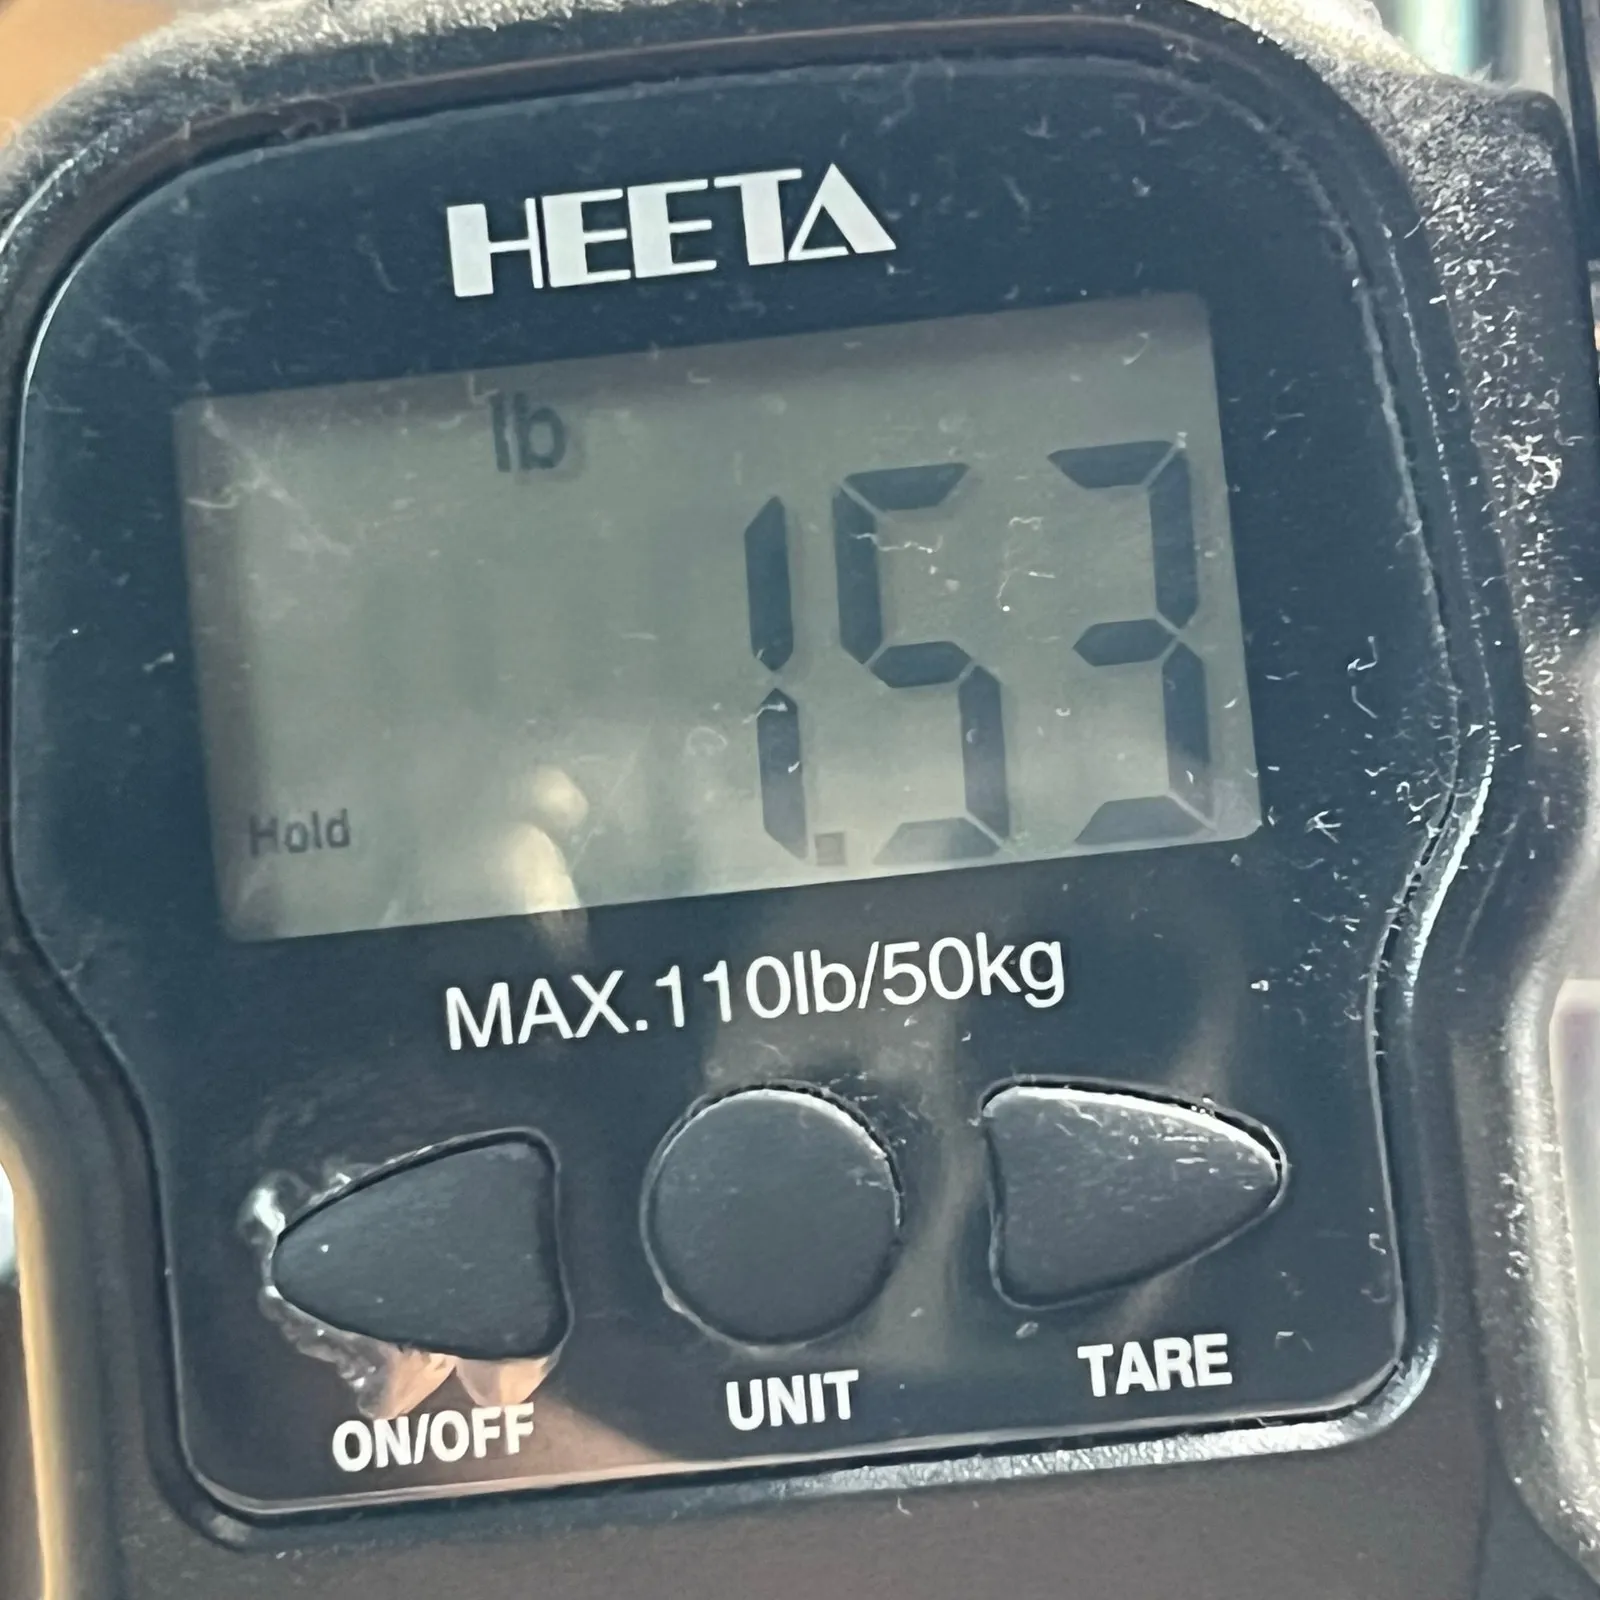 HEETA
lb
1.53
Hold
MAX.110lb/50kg
ON/OFF
UNIT
TARE